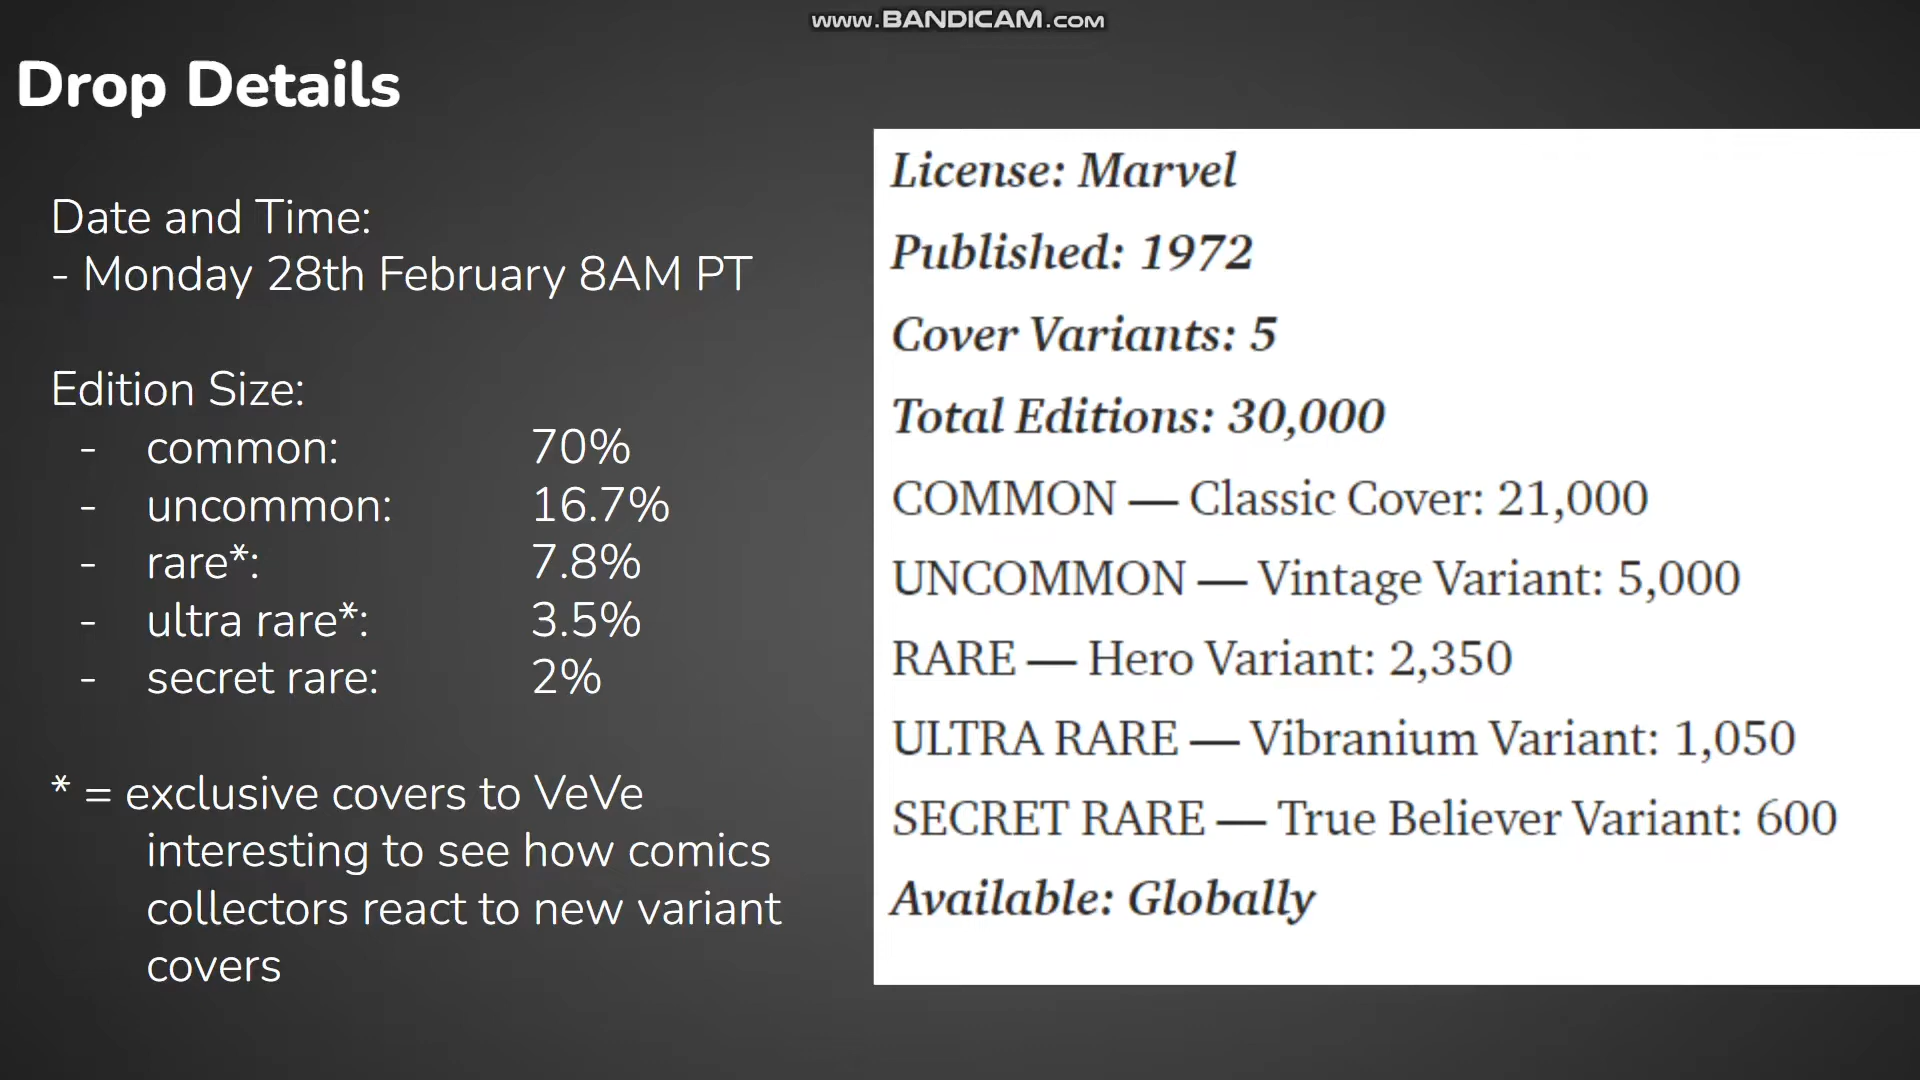 www.BANDICAM.com
Drop Details
Date and Time:
- Monday 28th February 8AM PT
Edition Size:
- common: 70%
- uncommon: 16.7%
- rare*: 7.8%
- ultra rare*: 3.5%
- secret rare: 2%
* = exclusive covers to VeVe
interesting to see how comics
collectors react to new variant
covers
License: Marvel
Published: 1972
Cover Variants: 5
Total Editions: 30,000
COMMON — Classic Cover: 21,000
UNCOMMON — Vintage Variant: 5,000
RARE — Hero Variant: 2,350
ULTRA RARE — Vibranium Variant: 1,050
SECRET RARE — True Believer Variant: 600
Available: Globally